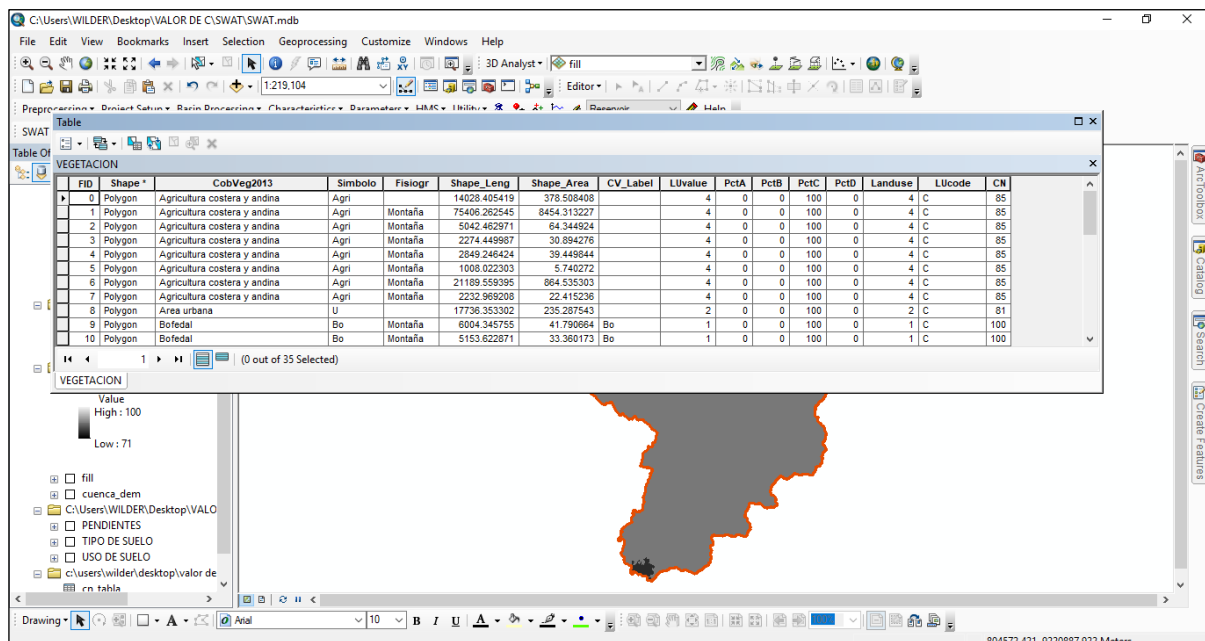 C:\Users\WILDER\Desktop\VALOR DE C\SWAT\SWAT.mdb
File Edit View Bookmarks Insert Selection Geoprocessing Customize Windows Help
3D Analyst fill
1:219,104 Editor
Preprocessing Project Setup Basin Processing Characteristics Parameters HMS Utility Reservoir Help
SWAT
Table
Table Of
VEGETACION
FID Shape * CobVeg2013 Simbolo Fisiogr Shape_Leng Shape_Area CV_Label LUvalue PctA PctB PctC PctD Landuse LUcode CN
0 Polygon Agricultura costera y andina Agri 14028.405419 378.508408 4 0 0 100 0 4 C 85
1 Polygon Agricultura costera y andina Agri Montaña 75406.262545 8454.313227 4 0 0 100 0 4 C 85
2 Polygon Agricultura costera y andina Agri Montaña 5042.462971 64.344924 4 0 0 100 0 4 C 85
3 Polygon Agricultura costera y andina Agri Montaña 2274.449987 30.894276 4 0 0 100 0 4 C 85
4 Polygon Agricultura costera y andina Agri Montaña 2849.246424 39.449844 4 0 0 100 0 4 C 85
5 Polygon Agricultura costera y andina Agri Montaña 1008.022303 5.740272 4 0 0 100 0 4 C 85
6 Polygon Agricultura costera y andina Agri Montaña 21189.559395 864.535303 4 0 0 100 0 4 C 85
7 Polygon Agricultura costera y andina Agri Montaña 2232.969208 22.415236 4 0 0 100 0 4 C 85
8 Polygon Area urbana U 17736.353302 235.287543 2 0 0 100 0 2 C 81
9 Polygon Bofedal Bo Montaña 6004.345755 41.790664 Bo 1 0 0 100 0 1 C 100
10 Polygon Bofedal Bo Montaña 5153.622871 33.360173 Bo 1 0 0 100 0 1 C 100
1 (0 out of 35 Selected)
VEGETACION
Value
High : 100
Low : 71
fill
cuenca_dem
C:\Users\WILDER\Desktop\VALO
PENDIENTES
TIPO DE SUELO
USO DE SUELO
c:\users\wilder\desktop\valor de
cn_tabla
ArcToolbox
Catalog
Search
Create Features
Drawing A Arial 10 B I U A